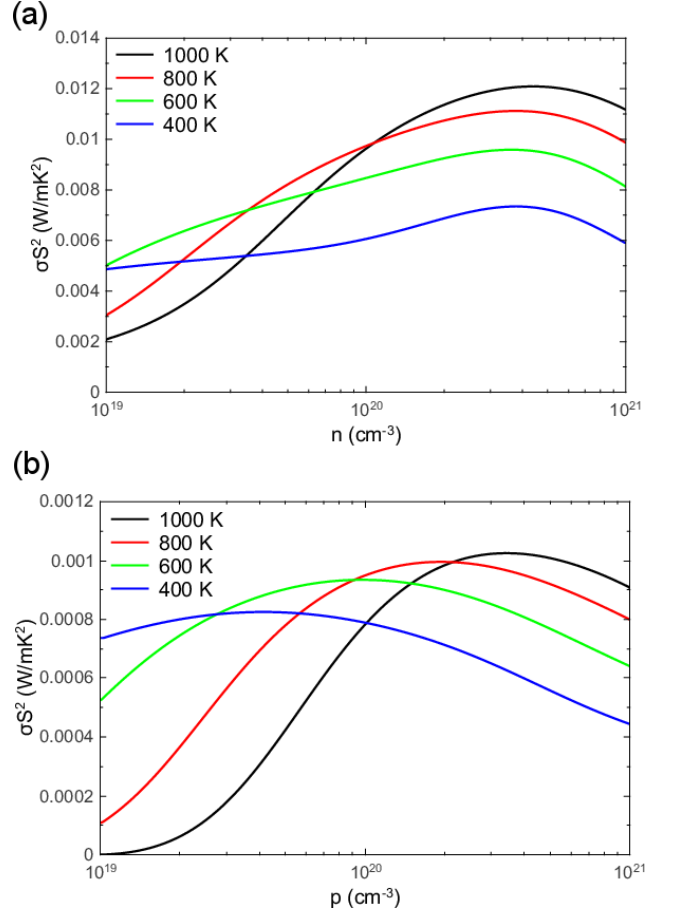 (a)
0.014
0.012
0.01
0.008
0.006
0.004
0.002
0
σS² (W/mK²)
1000 K
800 K
600 K
400 K
10¹⁹
10²⁰
10²¹
n (cm⁻³)
(b)
0.0012
0.001
0.0008
0.0006
0.0004
0.0002
0
σS² (W/mK²)
1000 K
800 K
600 K
400 K
10¹⁹
10²⁰
10²¹
p (cm⁻³)